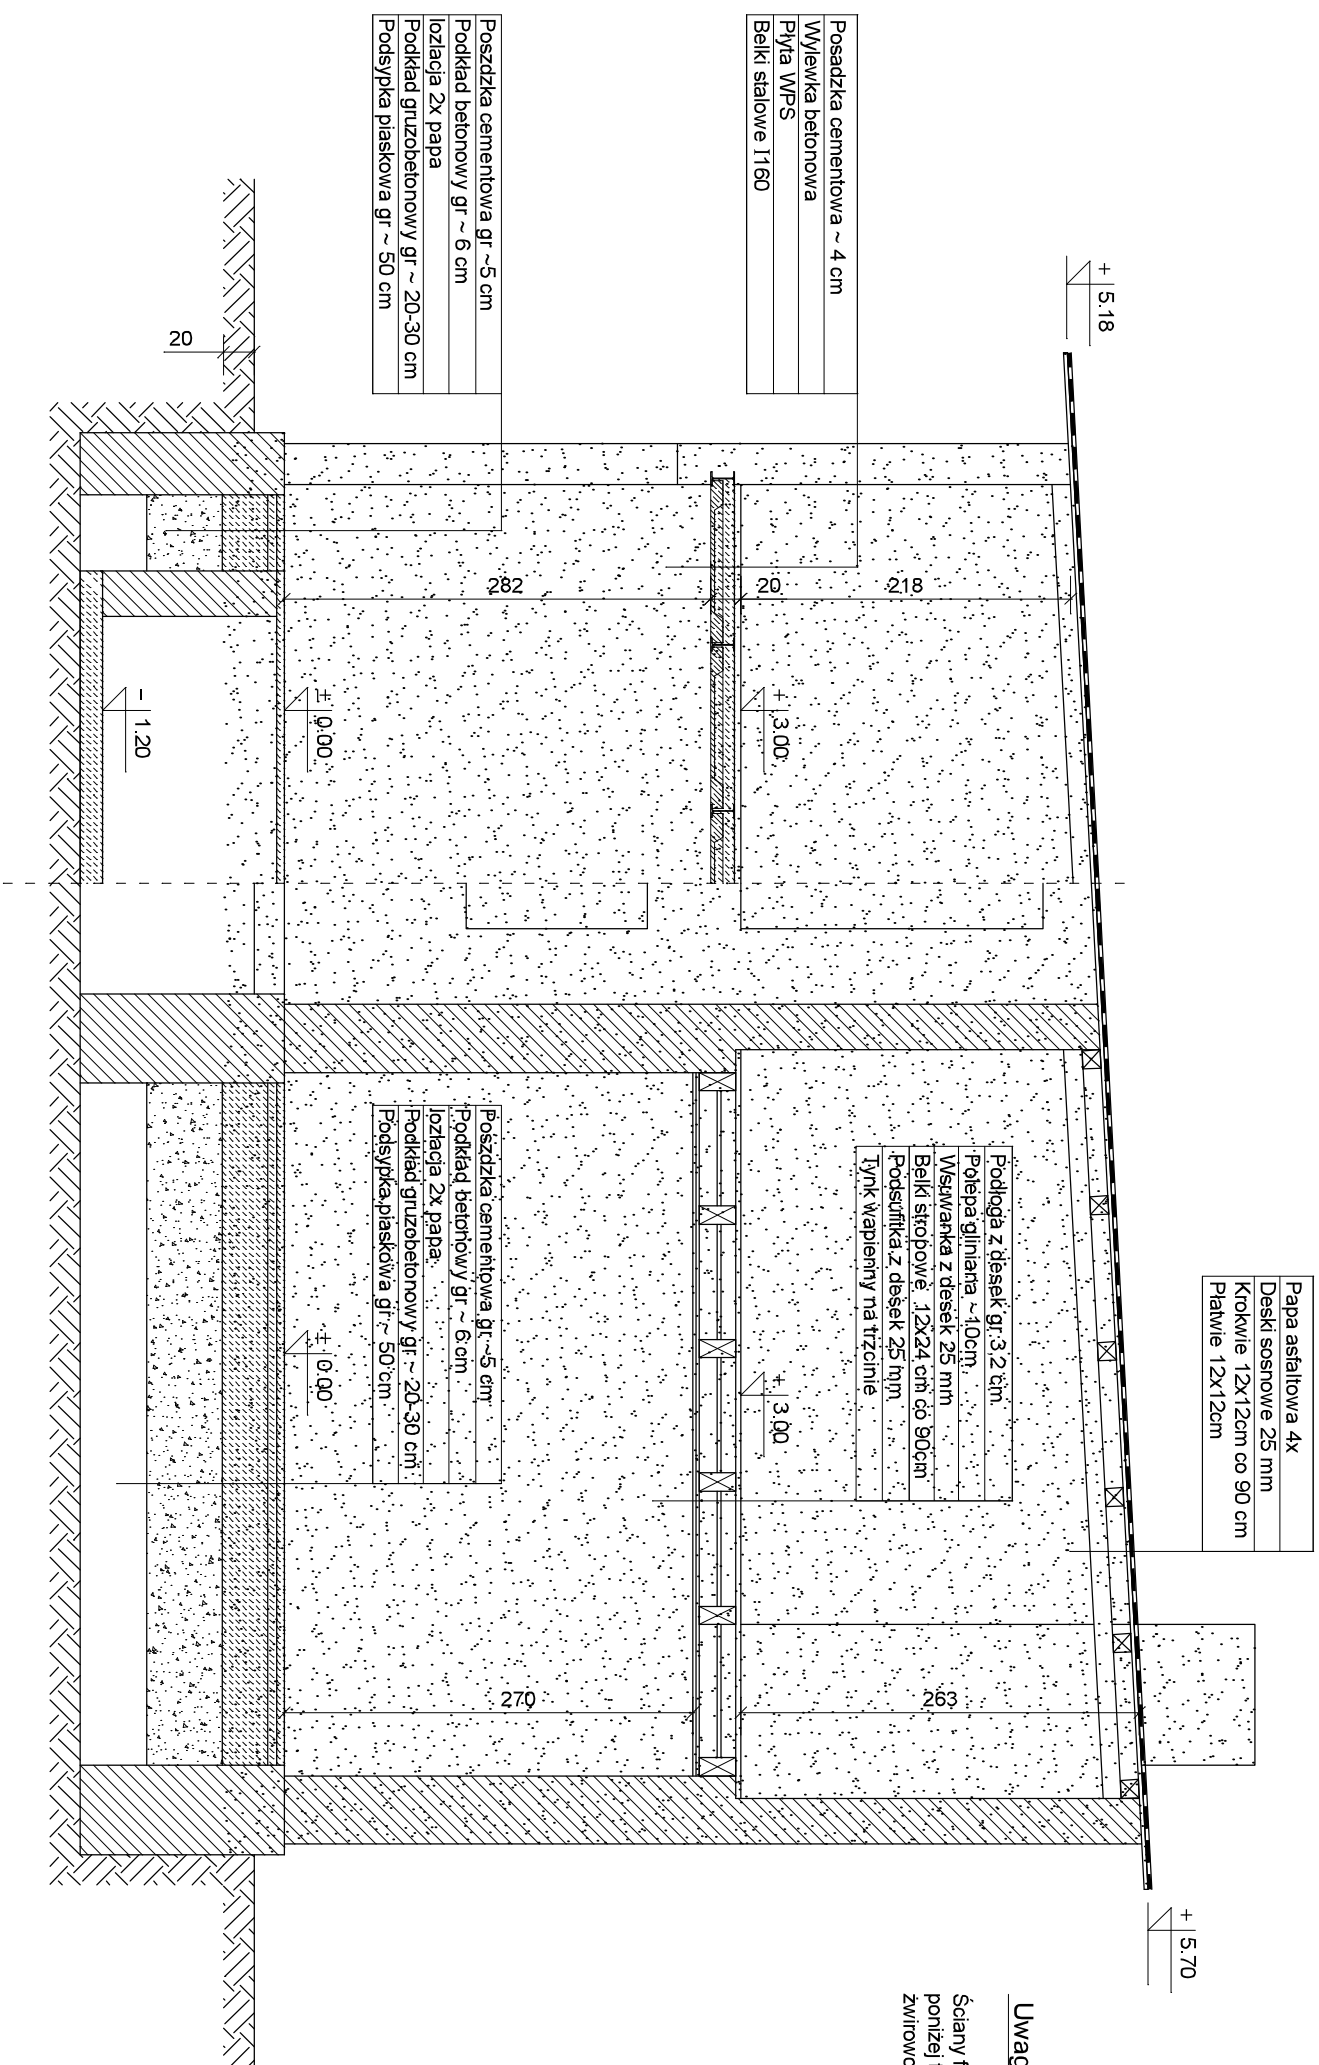 Papa asfaltowa 4x
Deski sosnowe 25 mm
Krokwie 12x12cm co 90 cm
Płatwie 12x12cm
+ 5.18
+ 5.70
Posadzka cementowa ~ 4 cm
Wylewka betonowa
Płyta WPS
Belki stalowe I160
Podłoga z desek gr.3,2 cm
Polepa gliniana ~10cm
Wspwanka z desek 25 mm
Belki stropowe 12x24 cm co 90cm
Podsufitka z desek 25 mm
Tynk wapienny na trzcinie
218
263
20
+ 3.00
+ 3.00
282
270
Poszdzka cementowa gr ~5 cm
Podkład betonowy gr ~ 6 cm
Iozlacja 2x papa
Podkład gruzobetonowy gr ~ 20-30 cm
Podsypka piaskowa gr ~ 50 cm
Poszdzka cementowa gr ~5 cm
Podkład betonowy gr ~ 6 cm
Iozlacja 2x papa
Podkład gruzobetonowy gr ~ 20-30 cm
Podsypka piaskowa gr ~ 50 cm
± 0.00
± 0.00
20
- 1.20
Uwag
Ściany f
poniżej
żwirowo